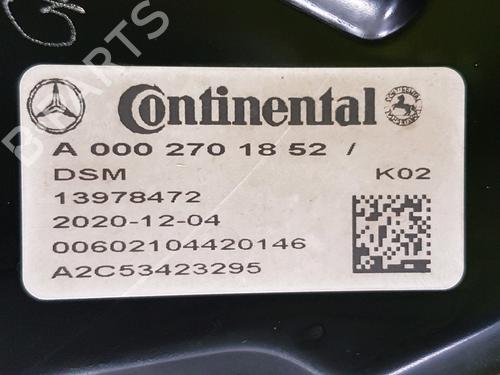 Continental
A 000 270 18 52 /
DSM K02
13978472
2020-12-04
00602104420146
A2C53423295